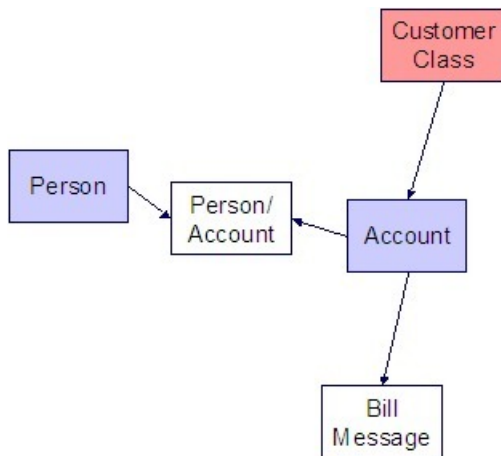 Customer
Class
Person
Person/
Account
Account
Bill
Message